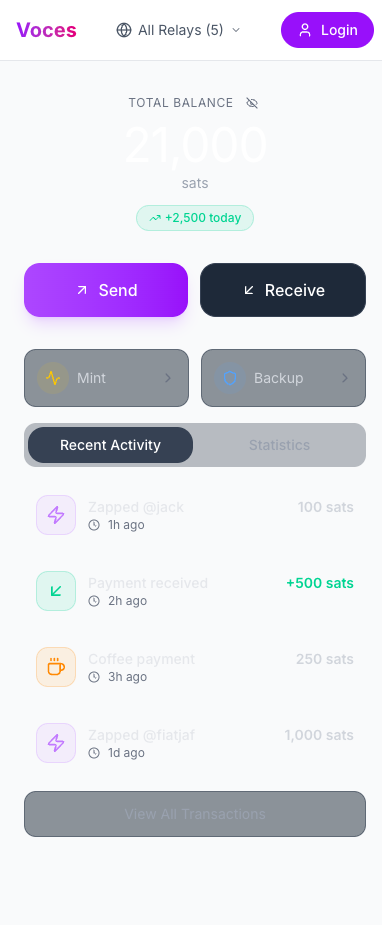 Voces
All Relays (5)
Login
TOTAL BALANCE
21,000
sats
+2,500 today
Send
Receive
Mint
Backup
Recent Activity
Statistics
Zapped @jack
100 sats
1h ago
Payment received
+500 sats
2h ago
Coffee payment
250 sats
3h ago
Zapped @fiatjaf
1,000 sats
1d ago
View All Transactions